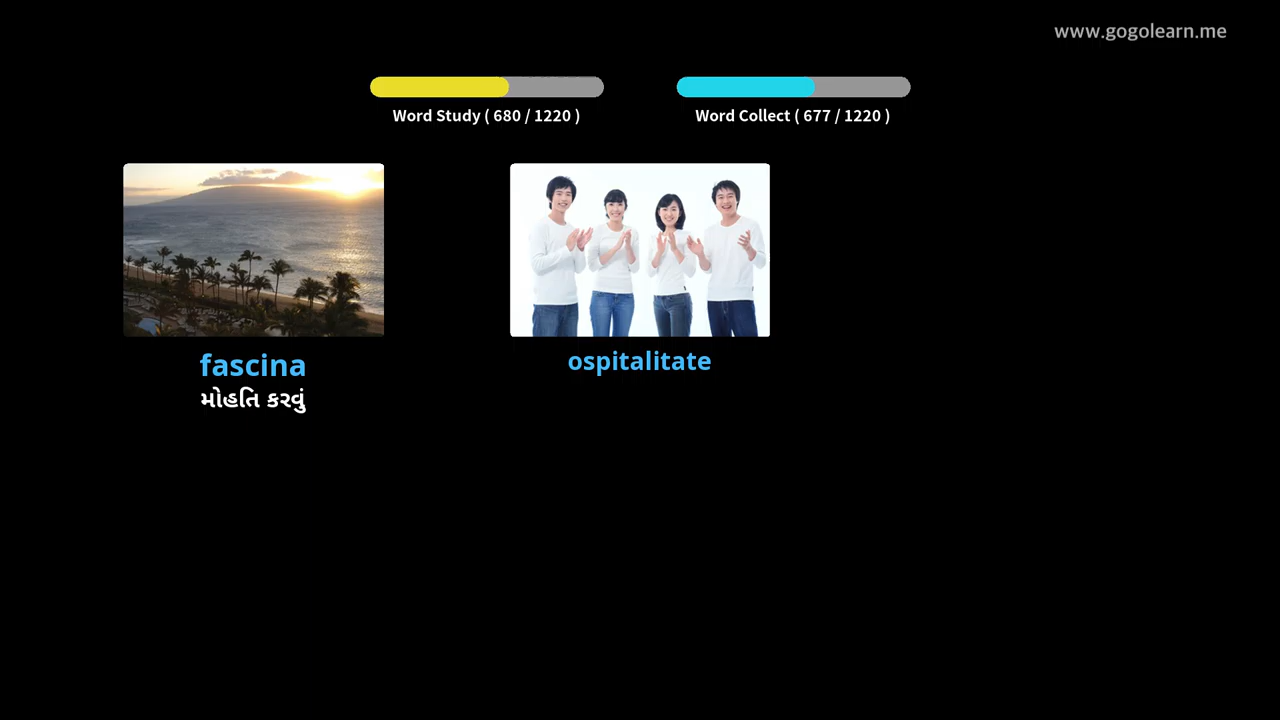 www.gogolearn.me
Word Study ( 680 / 1220 )
Word Collect ( 677 / 1220 )
fascina
મોહતિ કરવું
ospitalitate